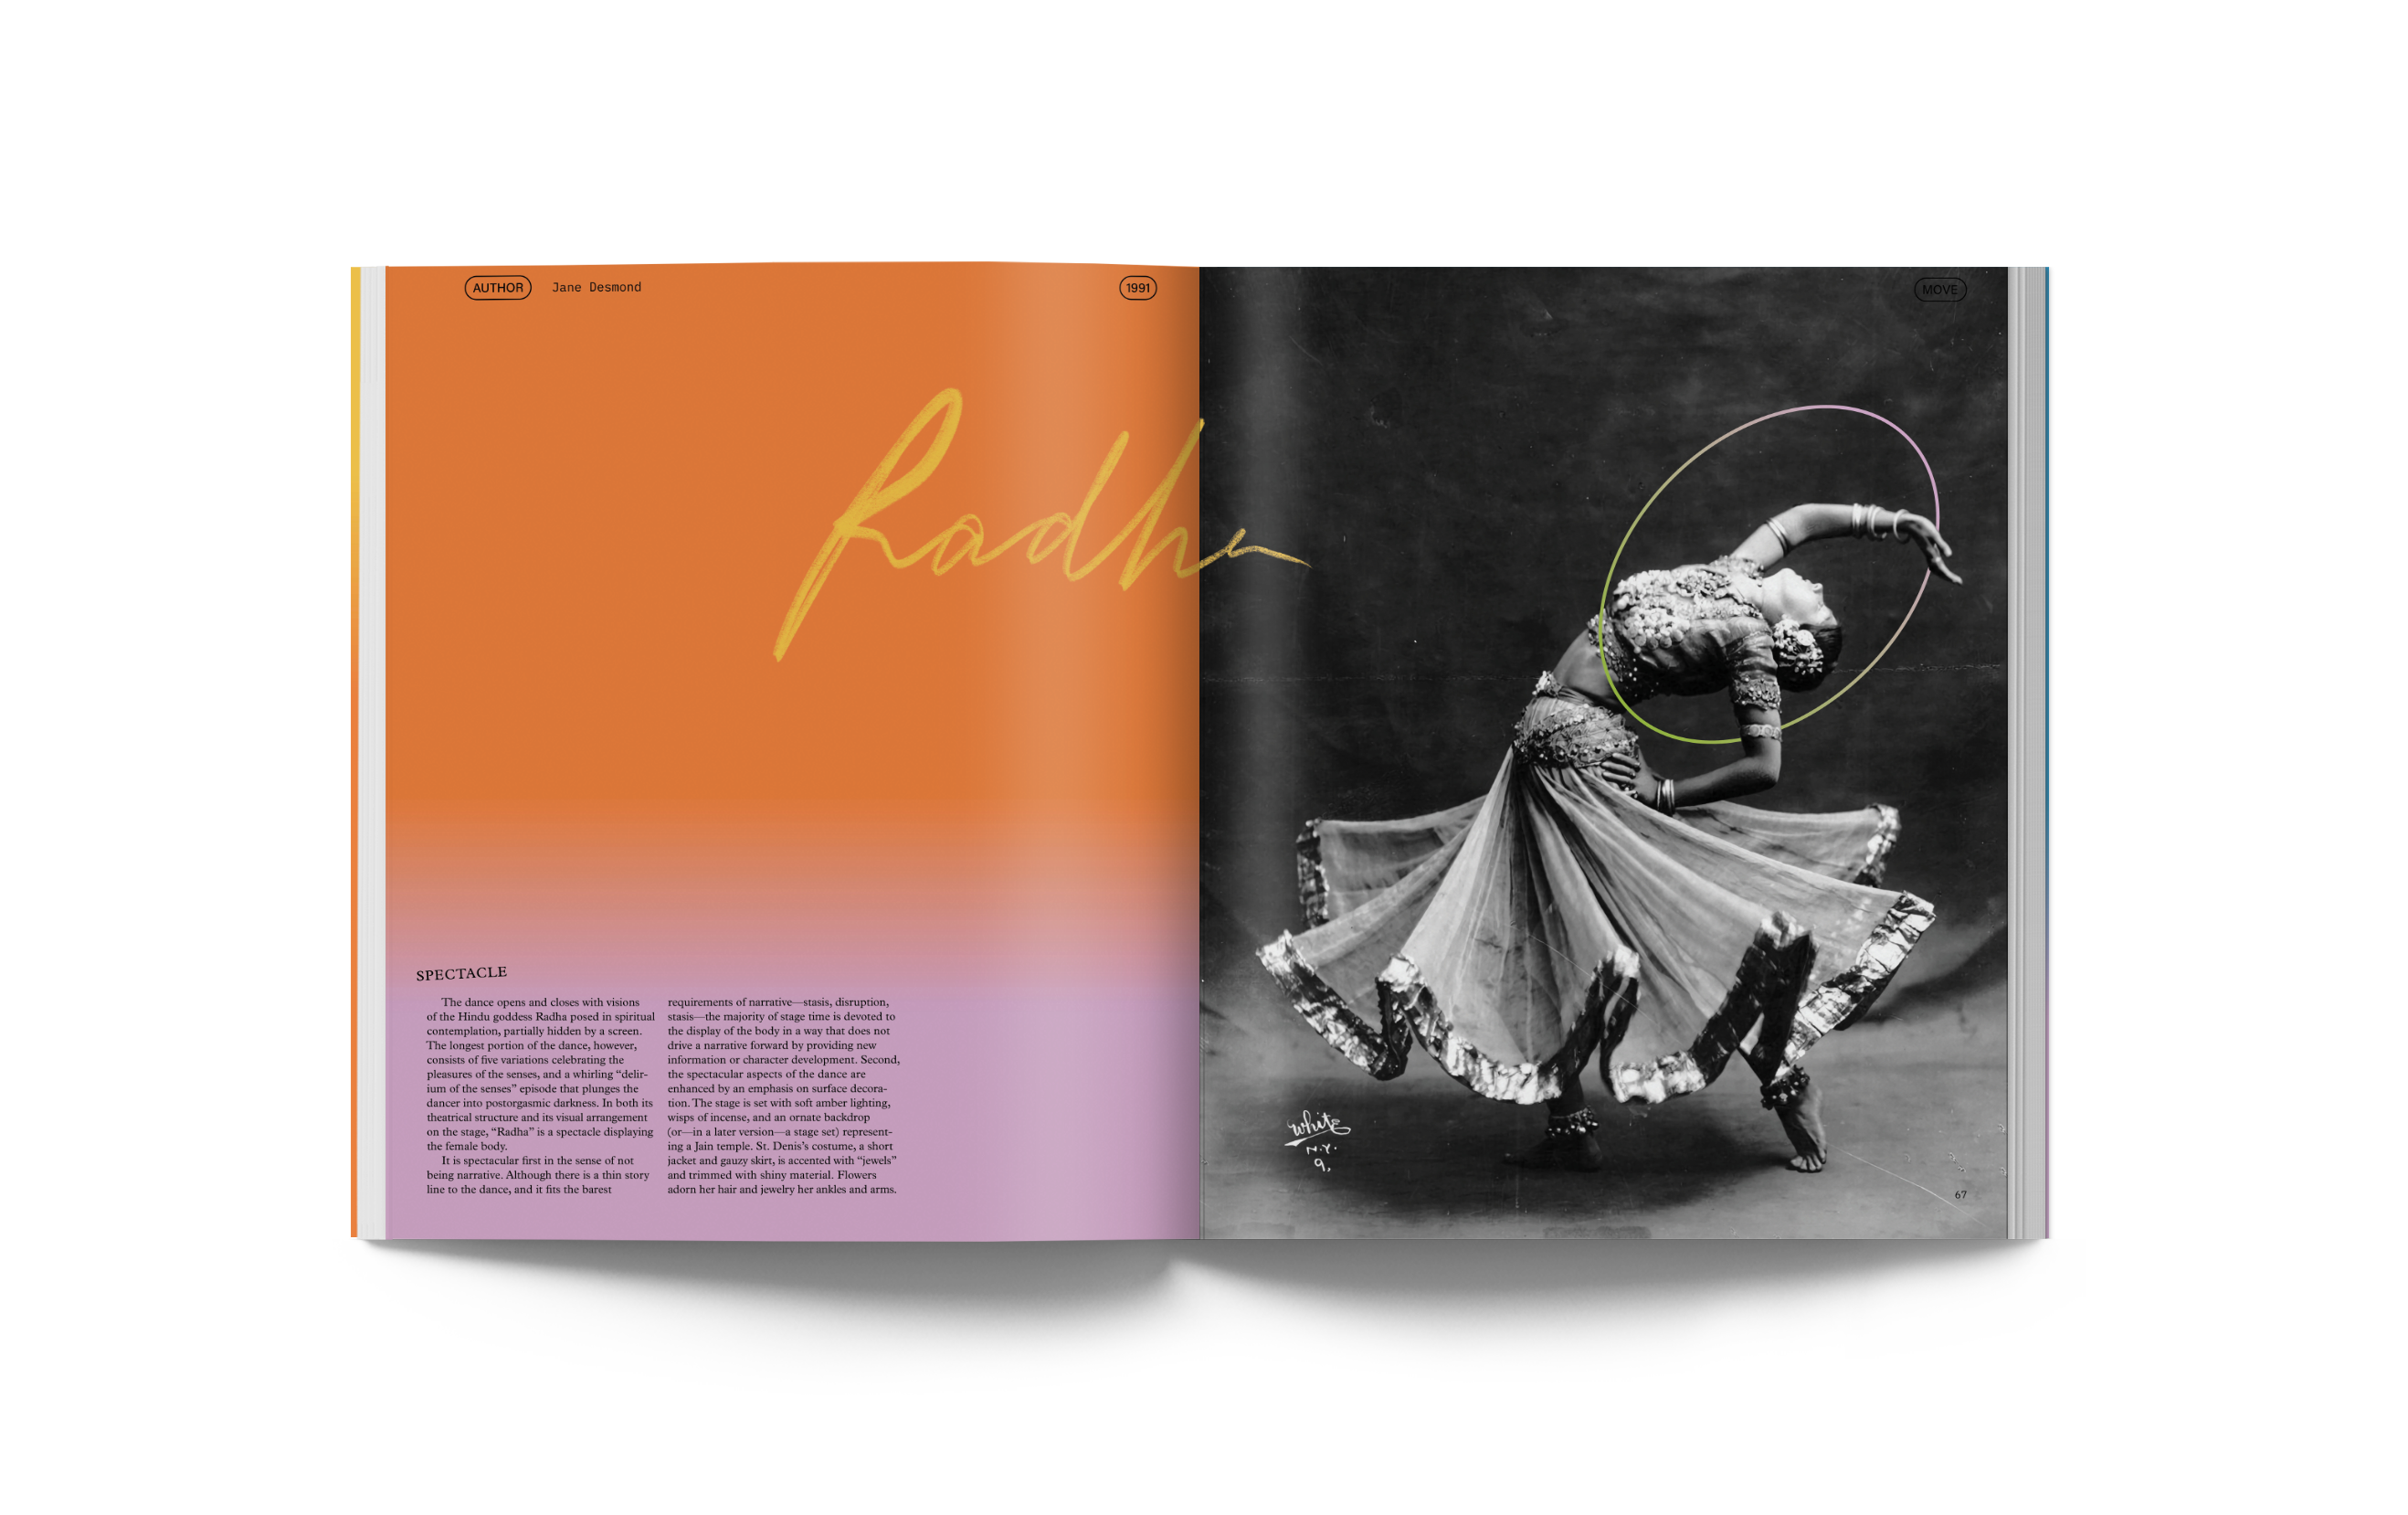 AUTHOR Jane Desmond 1991
MOVE
Radha
SPECTACLE
The dance opens and closes with visions
of the Hindu goddess Radha posed in spiritual
contemplation, partially hidden by a screen.
The longest portion of the dance, however,
consists of five variations celebrating the
pleasures of the senses, and a whirling “delir-
ium of the senses” episode that plunges the
dancer into postorgasmic darkness. In both its
theatrical structure and its visual arrangement
on the stage, “Radha” is a spectacle displaying
the female body.
It is spectacular first in the sense of not
being narrative. Although there is a thin story
line to the dance, and it fits the barest
requirements of narrative—stasis, disruption,
stasis—the majority of stage time is devoted to
the display of the body in a way that does not
drive a narrative forward by providing new
information or character development. Second,
the spectacular aspects of the dance are
enhanced by an emphasis on surface decora-
tion. The stage is set with soft amber lighting,
wisps of incense, and an ornate backdrop
(or—in a later version—a stage set) represent-
ing a Jain temple. St. Denis’s costume, a short
jacket and gauzy skirt, is accented with “jewels”
and trimmed with shiny material. Flowers
adorn her hair and jewelry her ankles and arms.
White
N.Y.
9.
67